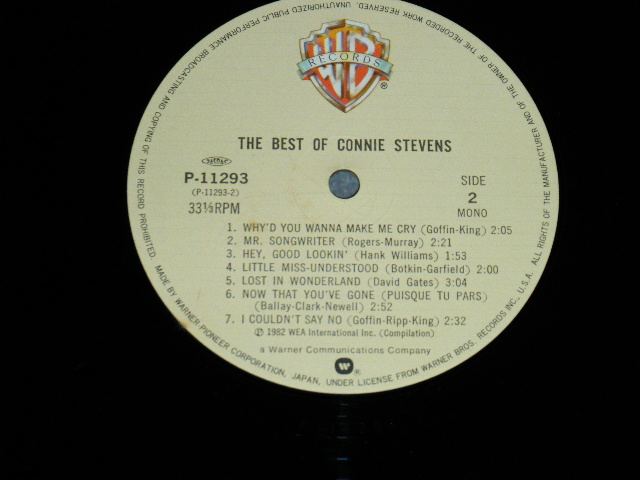 WB
RECORDS
®
THE BEST OF CONNIE STEVENS
P-11293
(P-11293-2)
33⅓RPM
SIDE
2
MONO
1. WHY'D YOU WANNA MAKE ME CRY (Goffin-King) 2:05
2. MR. SONGWRITER (Rogers-Murray) 2:21
3. HEY, GOOD LOOKIN' (Hank Williams) 1:53
4. LITTLE MISS-UNDERSTOOD (Botkin-Garfield) 2:00
5. LOST IN WONDERLAND (David Gates) 3:04
6. NOW THAT YOU'VE GONE (PUISQUE TU PARS)
(Ballay-Clark-Newell) 2:52
7. I COULDN'T SAY NO (Goffin-Ripp-King) 2:32
Ⓟ 1982 WEA International Inc. (Compilation)
a Warner Communications Company
W®
MADE BY WARNER-PIONEER CORPORATION, JAPAN, UNDER LICENSE FROM WARNER BROS. RECORDS INC., U.S.A. ALL RIGHTS OF THE MANUFACTURER AND OF THE OWNER OF THE RECORDED WORK RESERVED. UNAUTHORIZED PUBLIC PERFORMANCE BROADCASTING AND COPYING OF THIS RECORD PROHIBITED.